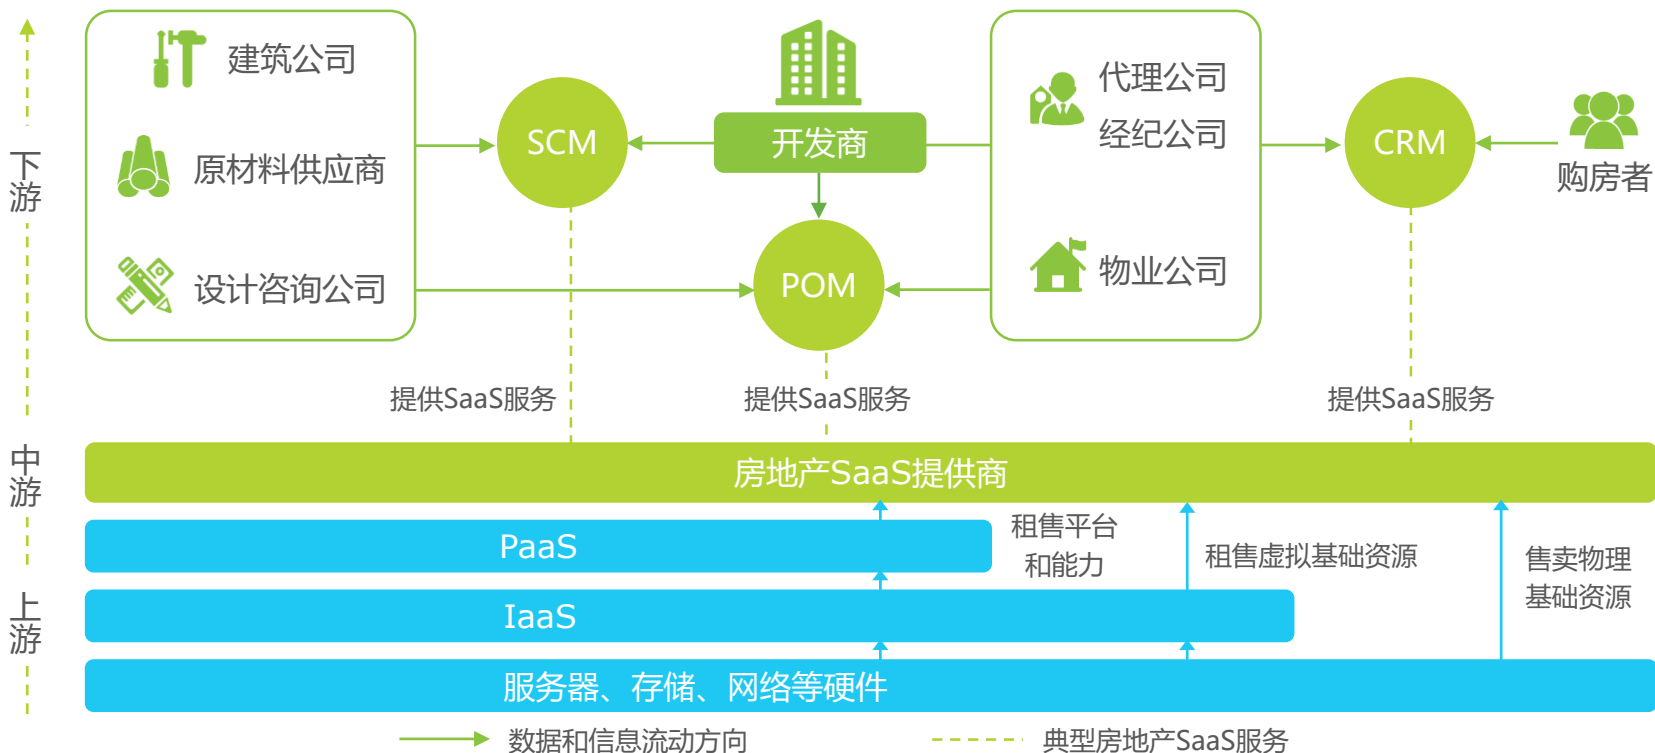 建筑公司
原材料供应商
设计咨询公司
SCM
开发商
POM
代理公司
经纪公司
物业公司
CRM
购房者
下游
提供SaaS服务
提供SaaS服务
提供SaaS服务
中游
房地产SaaS提供商
PaaS
租售平台
和能力
租售虚拟基础资源
售卖物理
基础资源
上游
IaaS
服务器、存储、网络等硬件
数据和信息流动方向
典型房地产SaaS服务